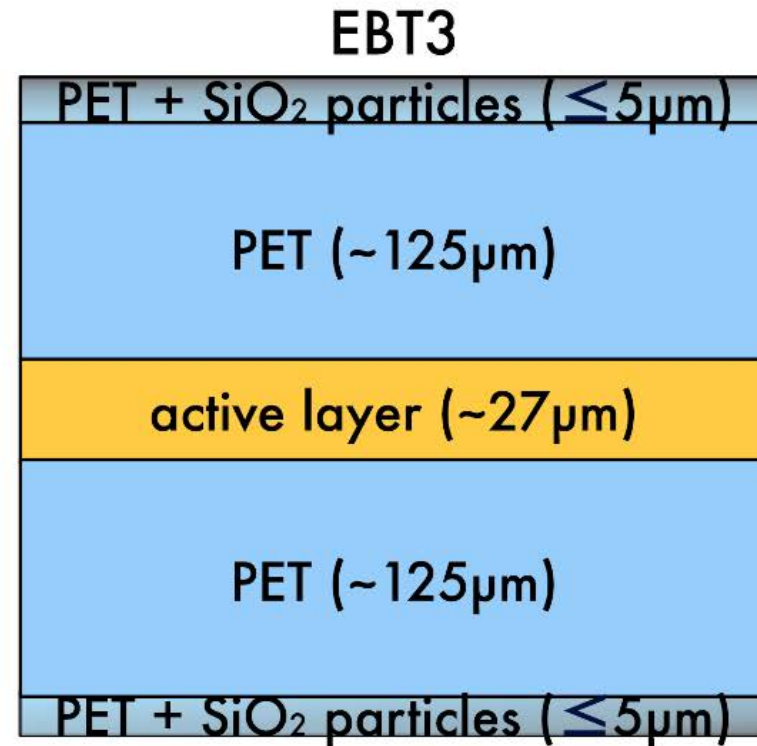 EBT3
PET + SiO₂ particles (≤5µm)
PET (~125µm)
active layer (~27µm)
PET (~125µm)
PET + SiO₂ particles (≤5µm)